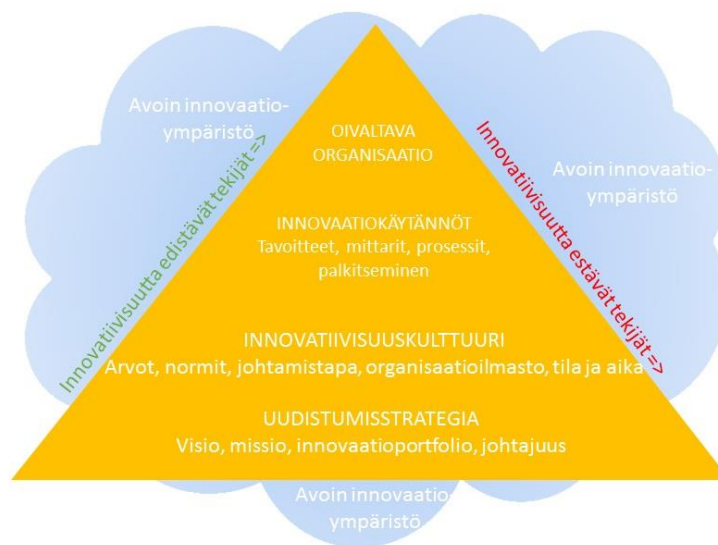 Avoin innovaatio-
ympäristö
Innovatiivisuutta edistävät tekijät =>
OIVALTAVA
ORGANISAATIO
Innovatiivisuutta estävät tekijät =>
Avoin innovaatio-
ympäristö
INNOVAATIOKÄYTÄNNÖT
Tavoitteet, mittarit, prosessit,
palkitseminen
INNOVATIIVISUUSKULTTUURI
Arvot, normit, johtamistapa, organisaatioilmasto, tila ja aika
UUDISTUMISSTRATEGIA
Visio, missio, innovaatioportfolio, johtajuus
Avoin innovaatio-
ympäristö